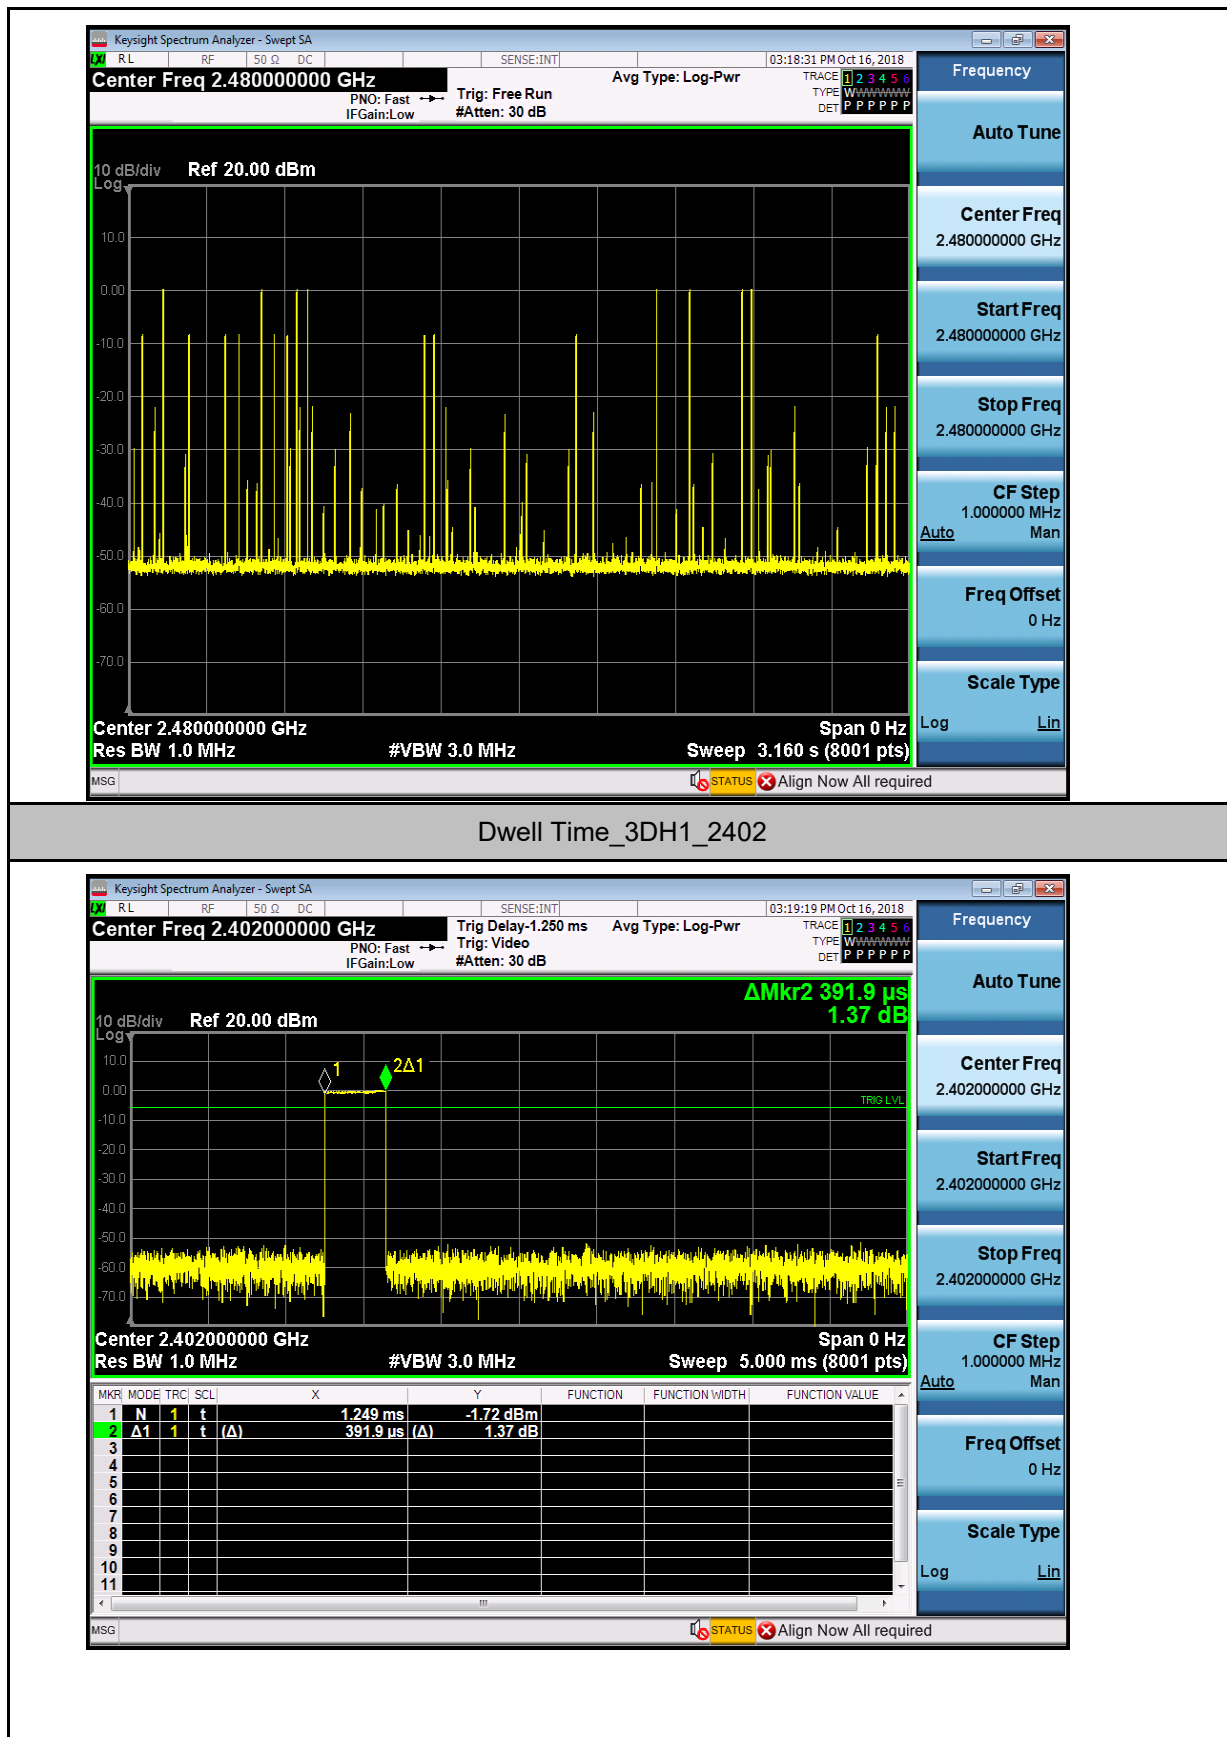 Keysight Spectrum Analyzer - Swept SA
LXI RL RF 50 Ω DC SENSE:INT 03:18:31 PM Oct 16, 2018
Center Freq 2.480000000 GHz
PNO: Fast
IFGain:Low
Trig: Free Run
#Atten: 30 dB
Avg Type: Log-Pwr
TRACE 1 2 3 4 5 6
TYPE WWWWWW
DET P P P P P P
10 dB/div
Log
Ref 20.00 dBm
10.0
0.00
-10.0
-20.0
-30.0
-40.0
-50.0
-60.0
-70.0
Center 2.480000000 GHz
Span 0 Hz
Res BW 1.0 MHz
#VBW 3.0 MHz
Sweep 3.160 s (8001 pts)
MSG
STATUS
Align Now All required
Frequency
Auto Tune
Center Freq
2.480000000 GHz
Start Freq
2.480000000 GHz
Stop Freq
2.480000000 GHz
CF Step
1.000000 MHz
Auto Man
Freq Offset
0 Hz
Scale Type
Log Lin
Dwell Time_3DH1_2402
Keysight Spectrum Analyzer - Swept SA
LXI RL RF 50 Ω DC SENSE:INT 03:19:19 PM Oct 16, 2018
Center Freq 2.402000000 GHz
PNO: Fast
IFGain:Low
Trig Delay-1.250 ms
Trig: Video
#Atten: 30 dB
Avg Type: Log-Pwr
TRACE 1 2 3 4 5 6
TYPE WWWWWW
DET P P P P P P
ΔMkr2 391.9 µs
1.37 dB
10 dB/div
Log
Ref 20.00 dBm
1
2Δ1
TRIG LVL
10.0
0.00
-10.0
-20.0
-30.0
-40.0
-50.0
-60.0
-70.0
Center 2.402000000 GHz
Span 0 Hz
Res BW 1.0 MHz
#VBW 3.0 MHz
Sweep 5.000 ms (8001 pts)
MKR MODE TRC SCL X Y FUNCTION FUNCTION WIDTH FUNCTION VALUE
1 N 1 t 1.249 ms -1.72 dBm
2 Δ1 1 t (Δ) 391.9 µs (Δ) 1.37 dB
3
4
5
6
7
8
9
10
11
MSG
STATUS
Align Now All required
Frequency
Auto Tune
Center Freq
2.402000000 GHz
Start Freq
2.402000000 GHz
Stop Freq
2.402000000 GHz
CF Step
1.000000 MHz
Auto Man
Freq Offset
0 Hz
Scale Type
Log Lin